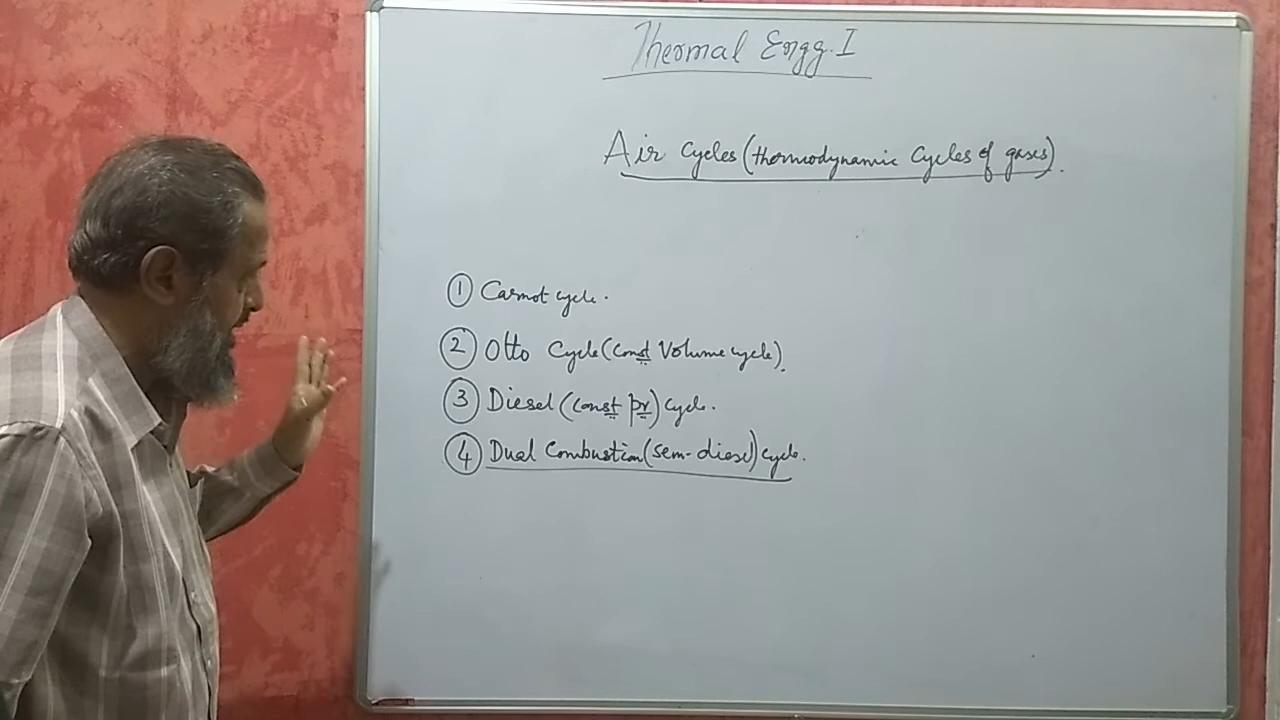 Thermal Engg. I
Air Cycles (thermodynamic Cycles of gases).
① Carnot cycle.
② Otto Cycle (const Volume cycle).
③ Diesel (const pr) cycle.
④ Dual Combustion (sem-diesel) cycle.